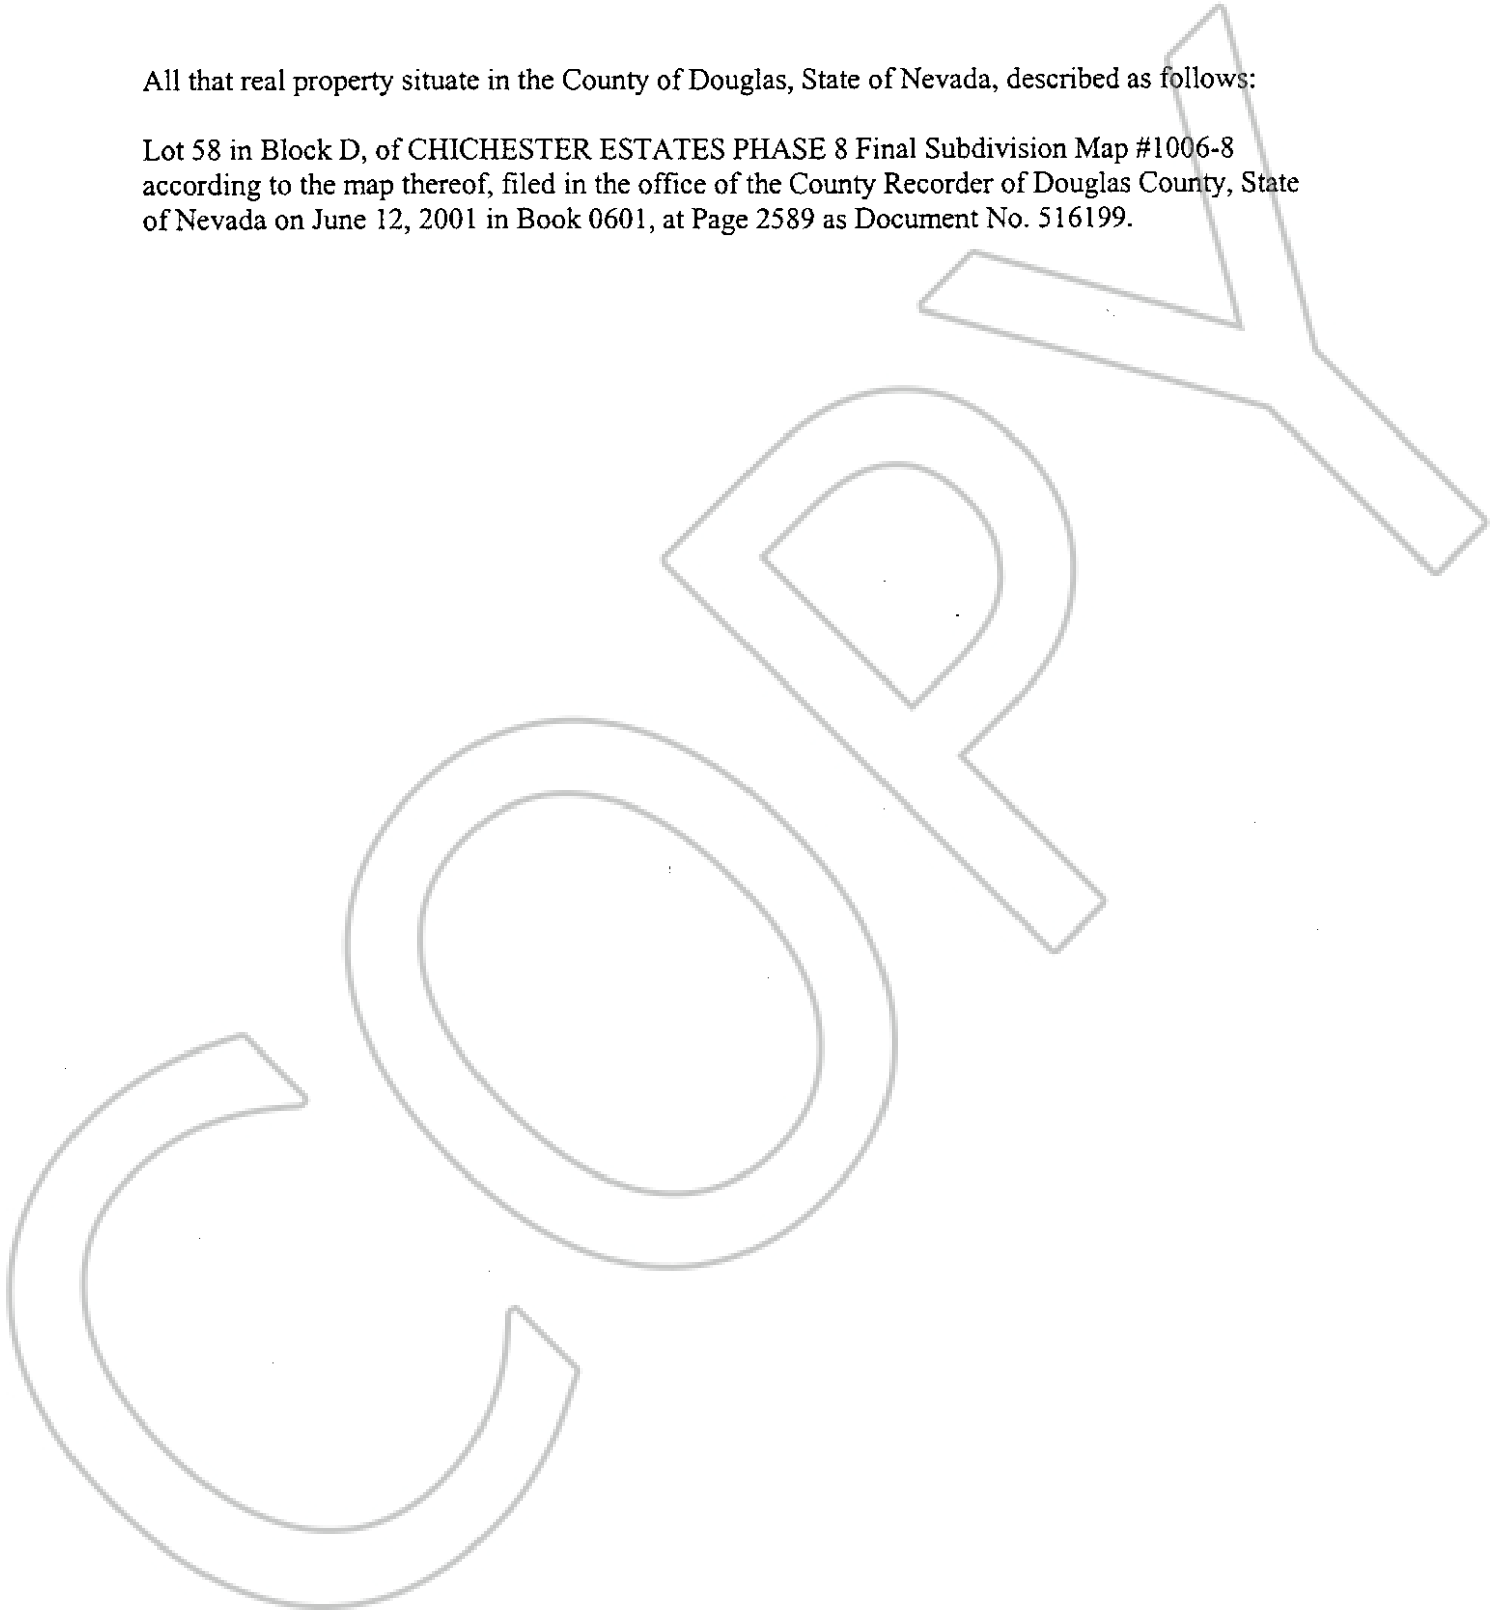 All that real property situate in the County of Douglas, State of Nevada, described as follows:
Lot 58 in Block D, of CHICHESTER ESTATES PHASE 8 Final Subdivision Map #1006-8
according to the map thereof, filed in the office of the County Recorder of Douglas County, State
of Nevada on June 12, 2001 in Book 0601, at Page 2589 as Document No. 516199.
COPY